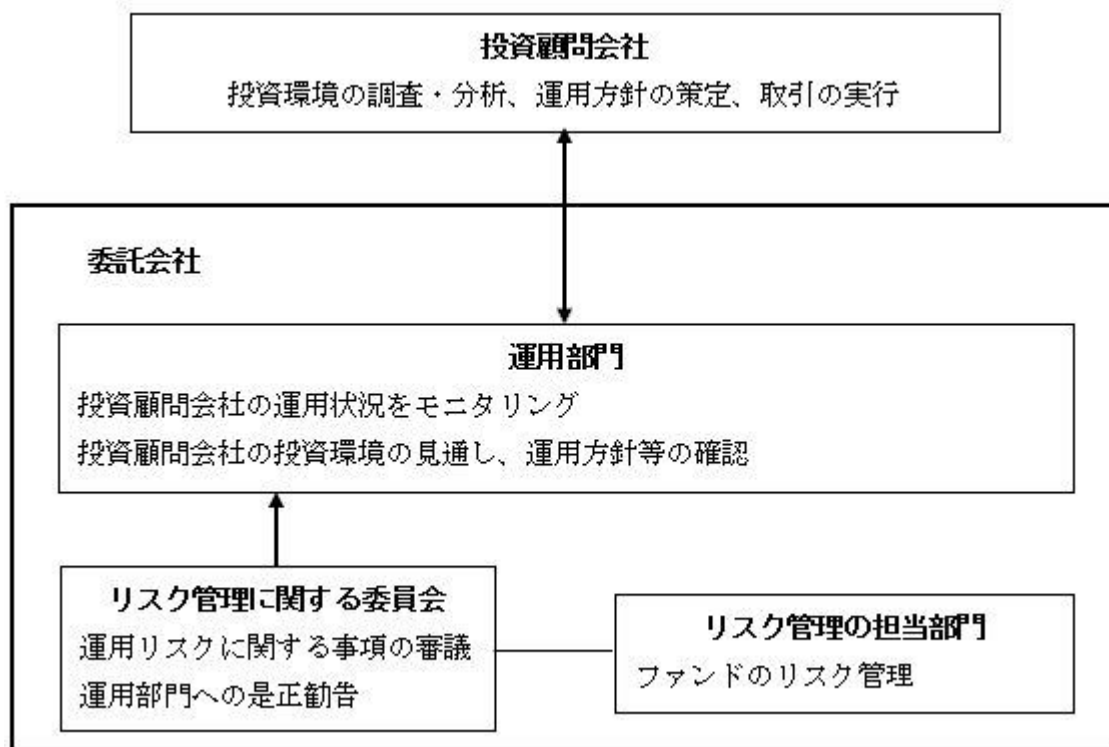 投資顧問会社
投資環境の調査・分析、運用方針の策定、取引の実行
委託会社
運用部門
投資顧問会社の運用状況をモニタリング
投資顧問会社の投資環境の見通し、運用方針等の確認
リスク管理に関する委員会
運用リスクに関する事項の審議
運用部門への是正勧告
リスク管理の担当部門
ファンドのリスク管理